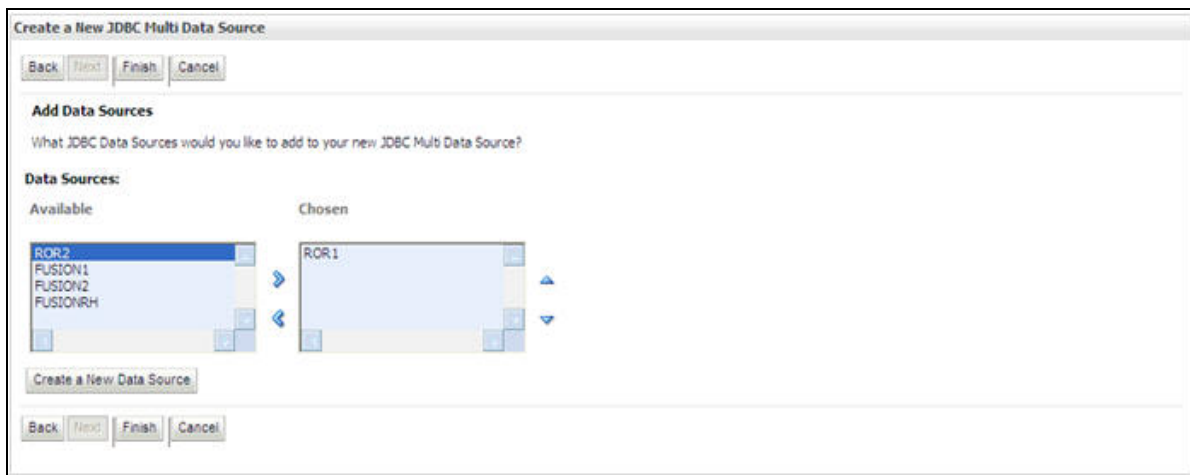 Create a New JDBC Multi Data Source
Back Next Finish Cancel
Add Data Sources
What JDBC Data Sources would you like to add to your new JDBC Multi Data Source?
Data Sources:
Available Chosen
ROR2 ROR1
FUSION1
FUSION2
FUSIONRH
Create a New Data Source
Back Next Finish Cancel